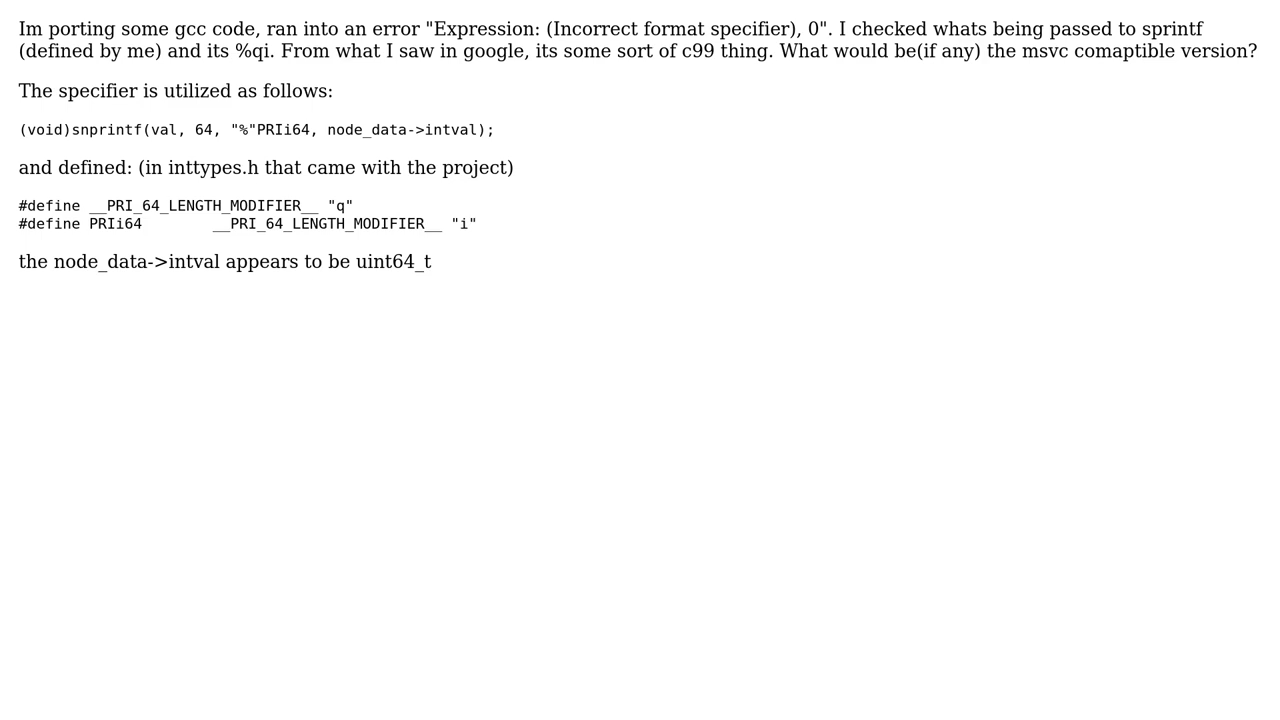 Im porting some gcc code, ran into an error "Expression: (Incorrect format specifier), 0". I checked whats being passed to sprintf
(defined by me) and its %qi. From what I saw in google, its some sort of c99 thing. What would be(if any) the msvc comaptible version?
The specifier is utilized as follows:
(void)snprintf(val, 64, "%"PRIi64, node_data->intval);
and defined: (in inttypes.h that came with the project)
#define __PRI_64_LENGTH_MODIFIER__ "q"
#define PRIi64        __PRI_64_LENGTH_MODIFIER__ "i"
the node_data->intval appears to be uint64_t